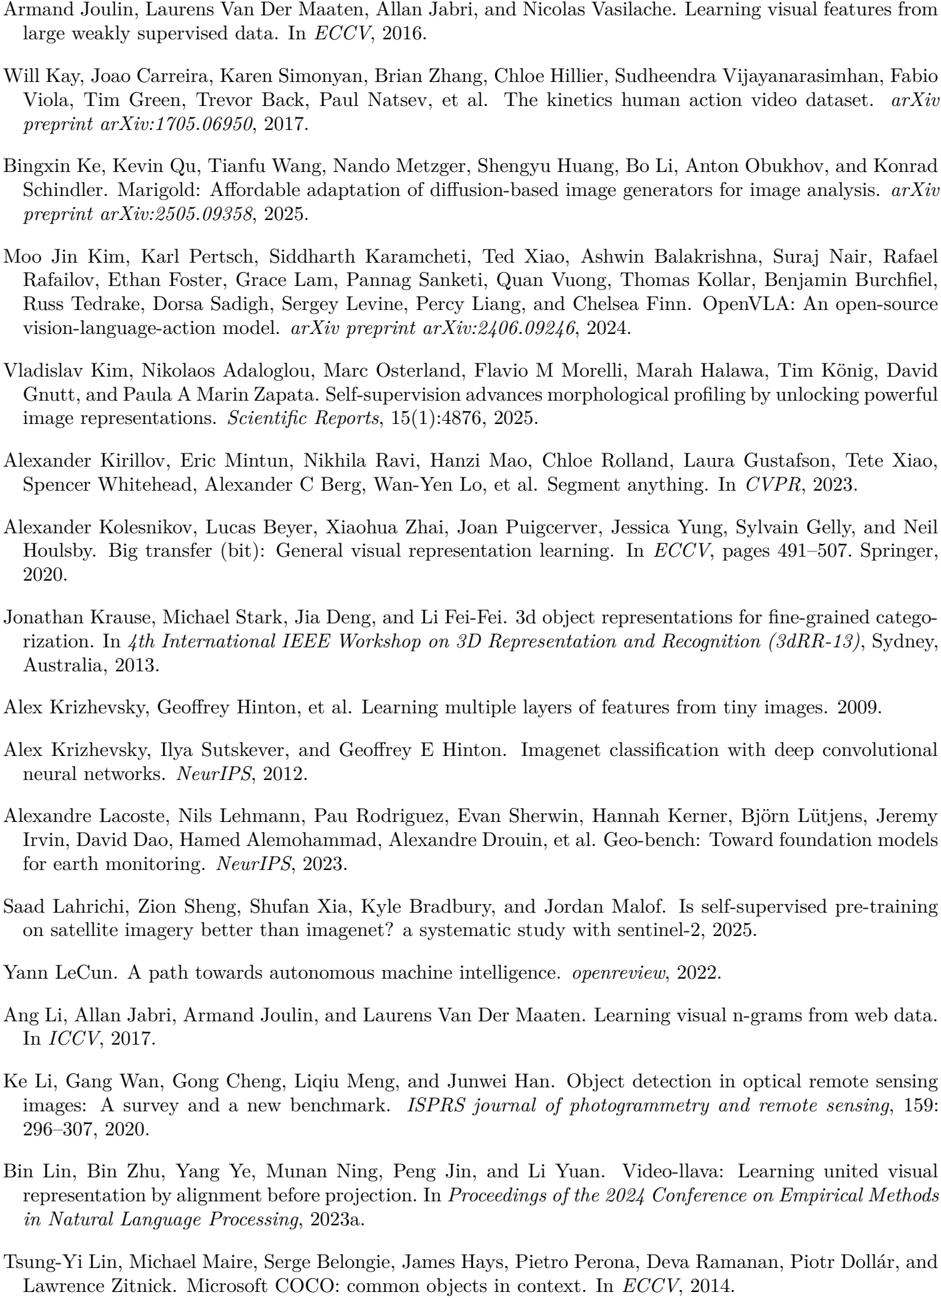 Armand Joulin, Laurens Van Der Maaten, Allan Jabri, and Nicolas Vasilache. Learning visual features from
large weakly supervised data. In ECCV, 2016.
Will Kay, Joao Carreira, Karen Simonyan, Brian Zhang, Chloe Hillier, Sudheendra Vijayanarasimhan, Fabio
Viola, Tim Green, Trevor Back, Paul Natsev, et al. The kinetics human action video dataset. arXiv
preprint arXiv:1705.06950, 2017.
Bingxin Ke, Kevin Qu, Tianfu Wang, Nando Metzger, Shengyu Huang, Bo Li, Anton Obukhov, and Konrad
Schindler. Marigold: Affordable adaptation of diffusion-based image generators for image analysis. arXiv
preprint arXiv:2505.09358, 2025.
Moo Jin Kim, Karl Pertsch, Siddharth Karamcheti, Ted Xiao, Ashwin Balakrishna, Suraj Nair, Rafael
Rafailov, Ethan Foster, Grace Lam, Pannag Sanketi, Quan Vuong, Thomas Kollar, Benjamin Burchfiel,
Russ Tedrake, Dorsa Sadigh, Sergey Levine, Percy Liang, and Chelsea Finn. OpenVLA: An open-source
vision-language-action model. arXiv preprint arXiv:2406.09246, 2024.
Vladislav Kim, Nikolaos Adaloglou, Marc Osterland, Flavio M Morelli, Marah Halawa, Tim König, David
Gnutt, and Paula A Marin Zapata. Self-supervision advances morphological profiling by unlocking powerful
image representations. Scientific Reports, 15(1):4876, 2025.
Alexander Kirillov, Eric Mintun, Nikhila Ravi, Hanzi Mao, Chloe Rolland, Laura Gustafson, Tete Xiao,
Spencer Whitehead, Alexander C Berg, Wan-Yen Lo, et al. Segment anything. In CVPR, 2023.
Alexander Kolesnikov, Lucas Beyer, Xiaohua Zhai, Joan Puigcerver, Jessica Yung, Sylvain Gelly, and Neil
Houlsby. Big transfer (bit): General visual representation learning. In ECCV, pages 491–507. Springer,
2020.
Jonathan Krause, Michael Stark, Jia Deng, and Li Fei-Fei. 3d object representations for fine-grained catego-
rization. In 4th International IEEE Workshop on 3D Representation and Recognition (3dRR-13), Sydney,
Australia, 2013.
Alex Krizhevsky, Geoffrey Hinton, et al. Learning multiple layers of features from tiny images. 2009.
Alex Krizhevsky, Ilya Sutskever, and Geoffrey E Hinton. Imagenet classification with deep convolutional
neural networks. NeurIPS, 2012.
Alexandre Lacoste, Nils Lehmann, Pau Rodriguez, Evan Sherwin, Hannah Kerner, Björn Lütjens, Jeremy
Irvin, David Dao, Hamed Alemohammad, Alexandre Drouin, et al. Geo-bench: Toward foundation models
for earth monitoring. NeurIPS, 2023.
Saad Lahrichi, Zion Sheng, Shufan Xia, Kyle Bradbury, and Jordan Malof. Is self-supervised pre-training
on satellite imagery better than imagenet? a systematic study with sentinel-2, 2025.
Yann LeCun. A path towards autonomous machine intelligence. openreview, 2022.
Ang Li, Allan Jabri, Armand Joulin, and Laurens Van Der Maaten. Learning visual n-grams from web data.
In ICCV, 2017.
Ke Li, Gang Wan, Gong Cheng, Liqiu Meng, and Junwei Han. Object detection in optical remote sensing
images: A survey and a new benchmark. ISPRS journal of photogrammetry and remote sensing, 159:
296–307, 2020.
Bin Lin, Bin Zhu, Yang Ye, Munan Ning, Peng Jin, and Li Yuan. Video-llava: Learning united visual
representation by alignment before projection. In Proceedings of the 2024 Conference on Empirical Methods
in Natural Language Processing, 2023a.
Tsung-Yi Lin, Michael Maire, Serge Belongie, James Hays, Pietro Perona, Deva Ramanan, Piotr Dollár, and
Lawrence Zitnick. Microsoft COCO: common objects in context. In ECCV, 2014.